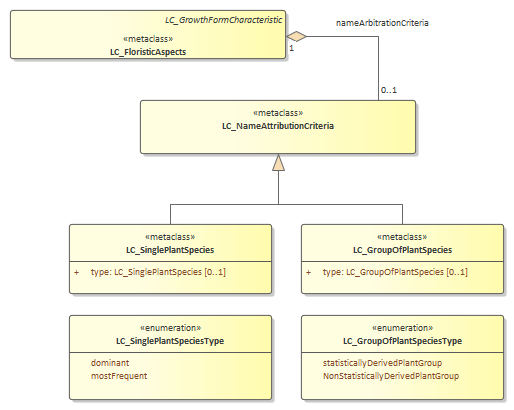 LC_GrowthFormCharacteristic
«metaclass»
LC_FloristicAspects
nameArbitrationCriteria
1
0..1
«metaclass»
LC_NameAttributionCriteria
«metaclass»
LC_SinglePlantSpecies
+ type: LC_SinglePlantSpecies [0..1]
«metaclass»
LC_GroupOfPlantSpecies
+ type: LC_GroupOfPlantSpecies [0..1]
«enumeration»
LC_SinglePlantSpeciesType
dominant
mostFrequent
«enumeration»
LC_GroupOfPlantSpeciesType
statisticallyDerivedPlantGroup
NonStatisticallyDerivedPlantGroup